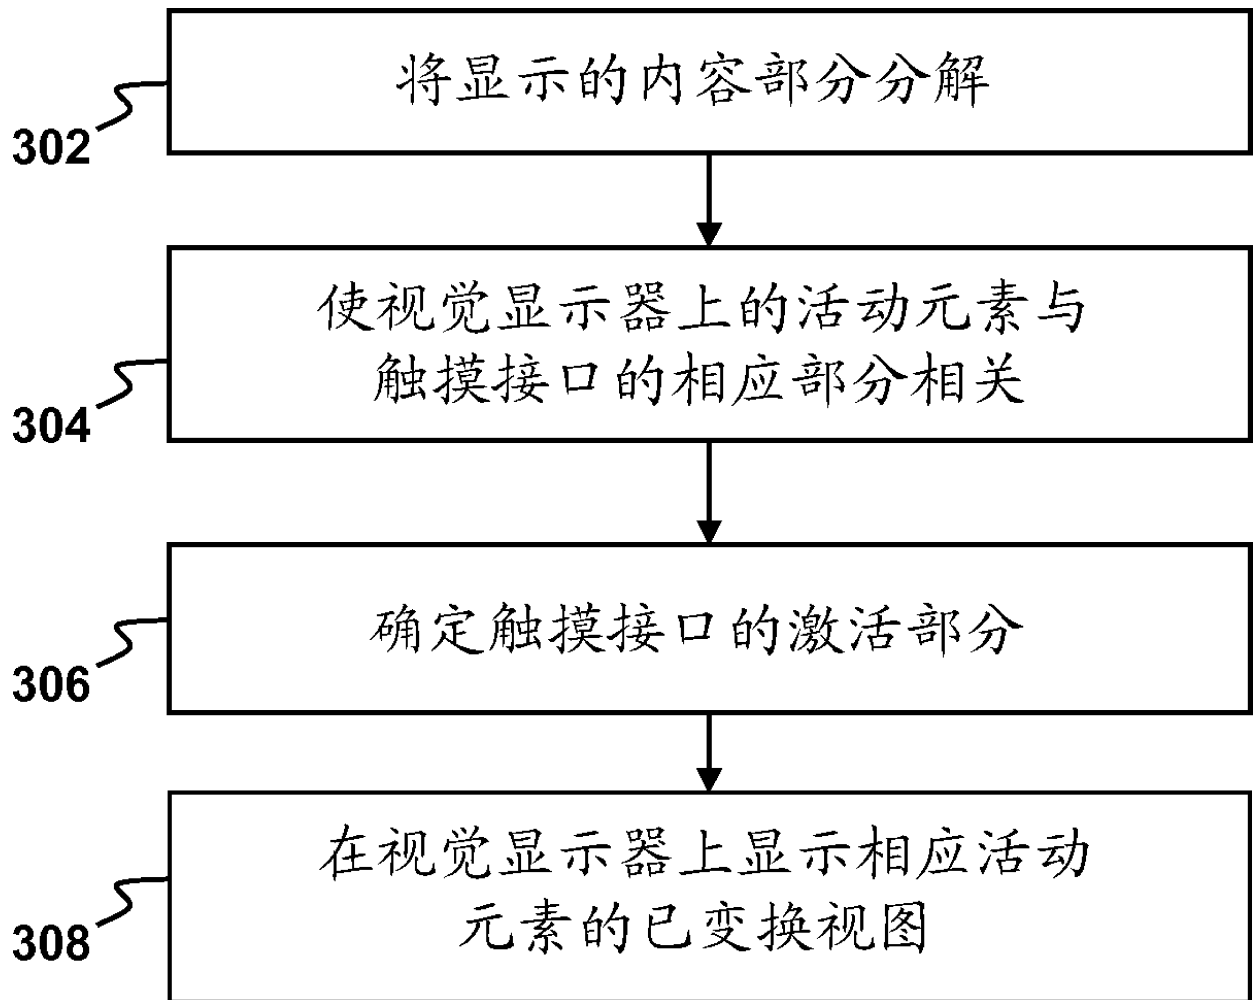 将显示的内容部分分解
302
使视觉显示器上的活动元素与
触摸接口的相应部分相关
304
确定触摸接口的激活部分
306
在视觉显示器上显示相应活动
元素的已变换视图
308